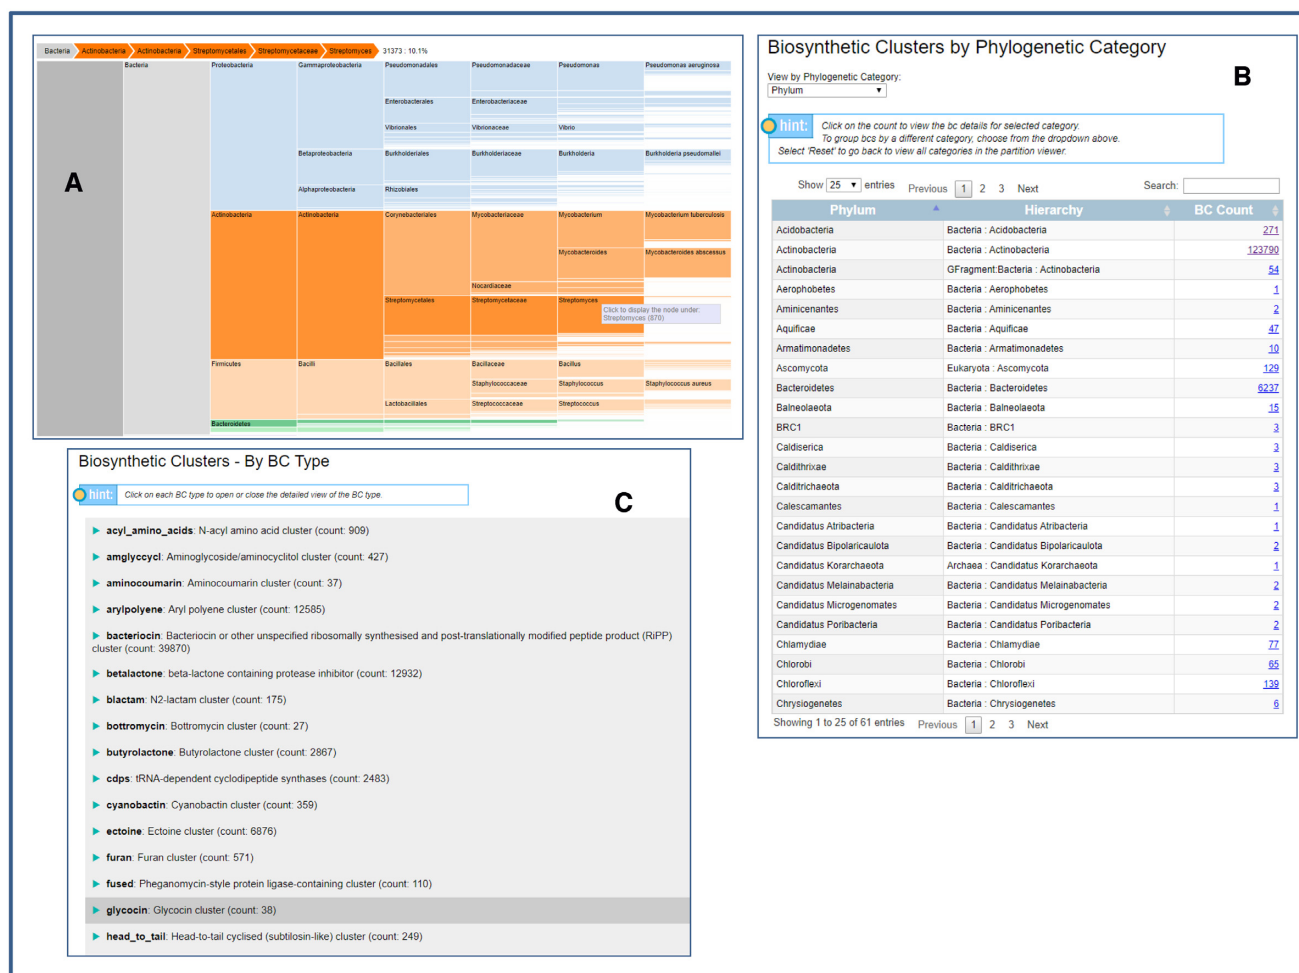 Bacteria Actinobacteria Actinobacteria Streptomycetales Streptomycetaceae Streptomyces 31373 : 10.1%
Bacteria Proteobacteria Gammaproteobacteria Pseudomonadales Pseudomonadaceae Pseudomonas Pseudomonas aeruginosa
Enterobacterales Enterobacteriaceae
Vibrionales Vibrionaceae Vibrio
Betaproteobacteria Burkholderiales Burkholderiaceae Burkholderia Burkholderia pseudomallei
Alphaproteobacteria Rhizobiales
A
Actinobacteria Actinobacteria Corynebacteriales Mycobacteriaceae Mycobacterium Mycobacterium tuberculosis
Mycobacteroides Mycobacteroides abscessus
Nocardiaceae
Streptomycetales Streptomycetaceae Streptomyces
Click to display the node under:
Streptomyces (870)
Firmicutes Bacilli Bacillales Bacillaceae Bacillus
Staphylococcaceae Staphylococcus Staphylococcus aureus
Lactobacillales Streptococcaceae Streptococcus
Bacteroidetes
Biosynthetic Clusters by Phylogenetic Category
B
View by Phylogenetic Category:
Phylum
hint:
Click on the count to view the bc details for selected category.
To group bcs by a different category, choose from the dropdown above.
Select 'Reset' to go back to view all categories in the partition viewer.
Show 25 entries Previous 1 2 3 Next Search:
Phylum Hierarchy BC Count
Acidobacteria Bacteria : Acidobacteria 271
Actinobacteria Bacteria : Actinobacteria 123790
Actinobacteria GFragment:Bacteria : Actinobacteria 54
Aerophobetes Bacteria : Aerophobetes 1
Aminicenantes Bacteria : Aminicenantes 2
Aquificae Bacteria : Aquificae 47
Armatimonadetes Bacteria : Armatimonadetes 10
Ascomycota Eukaryota : Ascomycota 129
Bacteroidetes Bacteria : Bacteroidetes 6237
Balneolaeota Bacteria : Balneolaeota 15
BRC1 Bacteria : BRC1 3
Caldiserica Bacteria : Caldiserica 3
Caldithrixae Bacteria : Caldithrixae 3
Calditrichaeota Bacteria : Calditrichaeota 3
Calescamantes Bacteria : Calescamantes 1
Candidatus Atribacteria Bacteria : Candidatus Atribacteria 1
Candidatus Bipolaricaulota Bacteria : Candidatus Bipolaricaulota 2
Candidatus Korarchaeota Archaea : Candidatus Korarchaeota 1
Candidatus Melainabacteria Bacteria : Candidatus Melainabacteria 2
Candidatus Microgenomates Bacteria : Candidatus Microgenomates 2
Candidatus Poribacteria Bacteria : Candidatus Poribacteria 2
Chlamydiae Bacteria : Chlamydiae 77
Chlorobi Bacteria : Chlorobi 65
Chloroflexi Bacteria : Chloroflexi 139
Chrysiogenetes Bacteria : Chrysiogenetes 6
Showing 1 to 25 of 61 entries Previous 1 2 3 Next
Biosynthetic Clusters - By BC Type
hint: Click on each BC type to open or close the detailed view of the BC type.
C
acyl_amino_acids: N-acyl amino acid cluster (count: 909)
amglyccycl: Aminoglycoside/aminocyclitol cluster (count: 427)
aminocoumarin: Aminocoumarin cluster (count: 37)
arylpolyene: Aryl polyene cluster (count: 12585)
bacteriocin: Bacteriocin or other unspecified ribosomally synthesised and post-translationally modified peptide product (RiPP)
cluster (count: 39870)
betalactone: beta-lactone containing protease inhibitor (count: 12932)
blactam: N2-lactam cluster (count: 175)
bottromycin: Bottromycin cluster (count: 27)
butyrolactone: Butyrolactone cluster (count: 2867)
cdps: tRNA-dependent cyclodipeptide synthases (count: 2483)
cyanobactin: Cyanobactin cluster (count: 359)
ectoine: Ectoine cluster (count: 6876)
furan: Furan cluster (count: 571)
fused: Pheganomycin-style protein ligase-containing cluster (count: 110)
glycocin: Glycocin cluster (count: 38)
head_to_tail: Head-to-tail cyclised (subtilosin-like) cluster (count: 249)